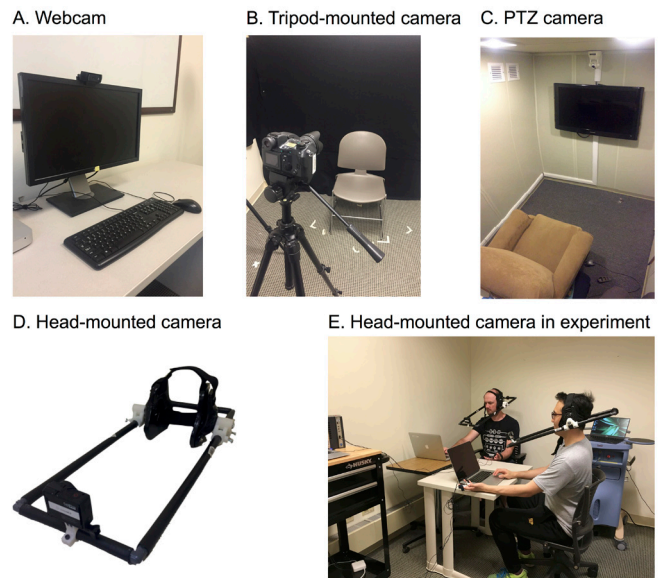 A. Webcam
B. Tripod-mounted camera
C. PTZ camera
D. Head-mounted camera
E. Head-mounted camera in experiment
HUSKY